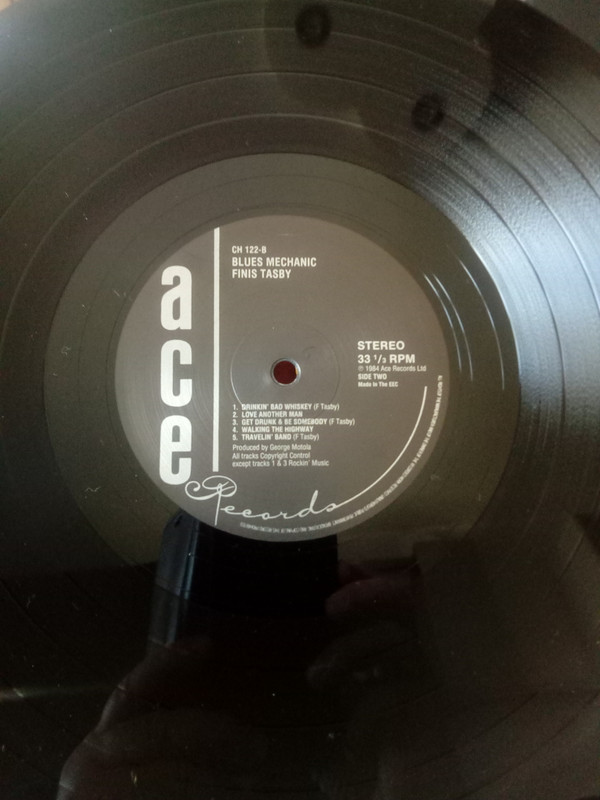 ace
Records
CH 122-B
BLUES MECHANIC
FINIS TASBY
STEREO
33 1/3 RPM
℗ 1984 Ace Records Ltd
SIDE TWO
Made in The EEC
1. DRINKIN' BAD WHISKEY (F Tasby)
2. LOVE ANOTHER MAN
3. GET DRUNK & BE SOMEBODY (F Tasby)
4. WALKING THE HIGHWAY
5. TRAVELIN' BAND (F Tasby)
Produced by George Motola
All tracks Copyright Control
except tracks 1 & 3 Rockin' Music